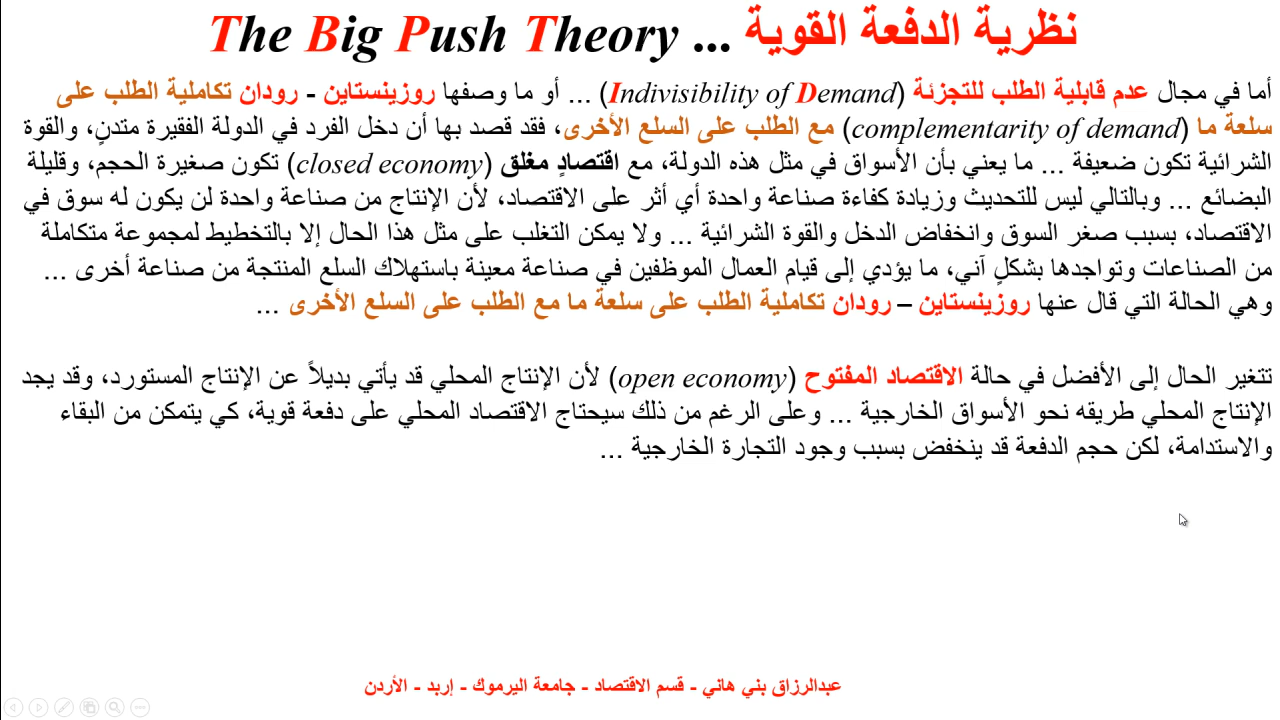 نظرية الدفعة القوية ... The Big Push Theory
أما في مجال عدم قابلية الطلب للتجزئة (Indivisibility of Demand) ... أو ما وصفها روزينستاين - رودان تكاملية الطلب على
سلعة ما (complementarity of demand) مع الطلب على السلع الأخرى، فقد قصد بها أن دخل الفرد في الدولة الفقيرة متدنٍ، والقوة
الشرائية تكون ضعيفة ... ما يعني بأن الأسواق في مثل هذه الدولة، مع اقتصادٍ مغلق (closed economy) تكون صغيرة الحجم، وقليلة
البضائع ... وبالتالي ليس للتحديث وزيادة كفاءة صناعة واحدة أي أثر على الاقتصاد، لأن الإنتاج من صناعة واحدة لن يكون له سوق في
الاقتصاد، بسبب صغر السوق وانخفاض الدخل والقوة الشرائية ... ولا يمكن التغلب على مثل هذا الحال إلا بالتخطيط لمجموعة متكاملة
من الصناعات وتواجدها بشكلٍ آني، ما يؤدي إلى قيام العمال الموظفين في صناعة معينة باستهلاك السلع المنتجة من صناعة أخرى ...
وهي الحالة التي قال عنها روزينستاين – رودان تكاملية الطلب على سلعة ما مع الطلب على السلع الأخرى ...
تتغير الحال إلى الأفضل في حالة الاقتصاد المفتوح (open economy) لأن الإنتاج المحلي قد يأتي بديلاً عن الإنتاج المستورد، وقد يجد
الإنتاج المحلي طريقه نحو الأسواق الخارجية ... وعلى الرغم من ذلك سيحتاج الاقتصاد المحلي على دفعة قوية، كي يتمكن من البقاء
والاستدامة، لكن حجم الدفعة قد ينخفض بسبب وجود التجارة الخارجية ...
عبدالرزاق بني هاني - قسم الاقتصاد - جامعة اليرموك - إربد - الأردن